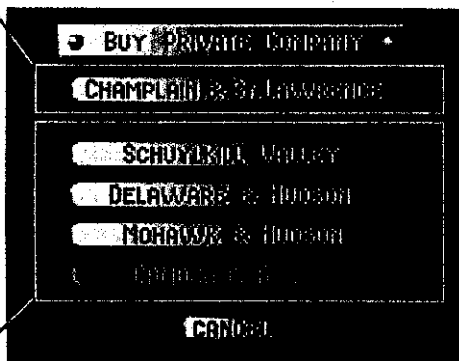 BUY PRIVATE COMPANY
CHAMPLAIN & ST.LAWRENCE
SCHUYLKILL VALLEY
DELAWARE & HUDSON
MOHAWK & HUDSON
CANCEL